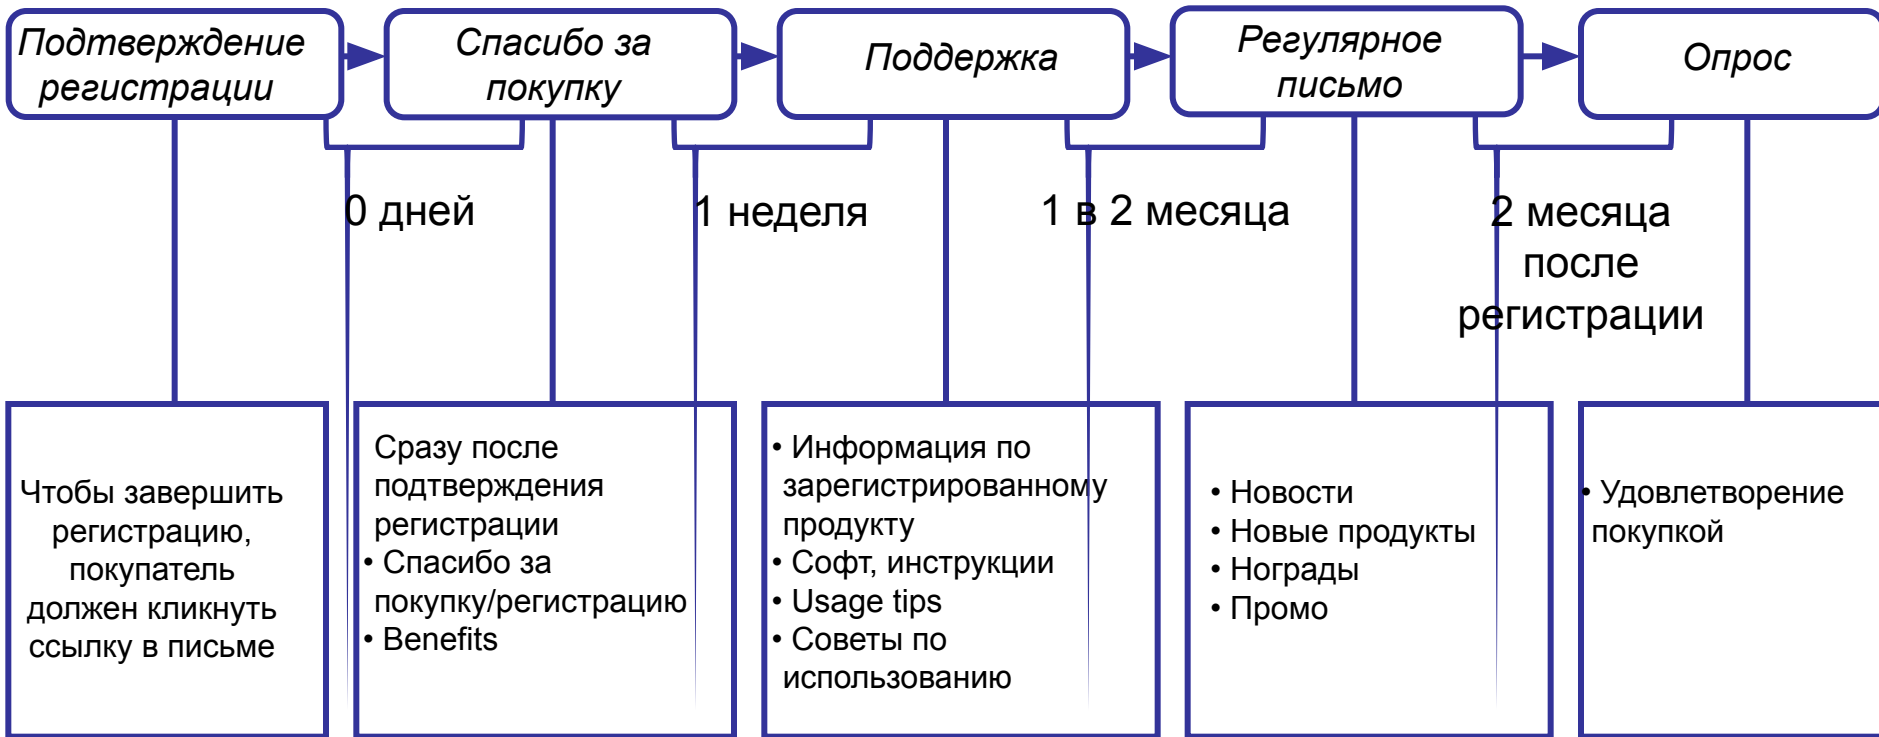 Подтверждение
регистрации
Спасибо за
покупку
Поддержка
Регулярное
письмо
Опрос
0 дней
1 неделя
1 в 2 месяца
2 месяца
после
регистрации
Чтобы завершить
регистрацию,
покупатель
должен кликнуть
ссылку в письме
Сразу после
подтверждения
регистрации
• Спасибо за
покупку/регистрацию
• Benefits
• Информация по
зарегистрированному
продукту
• Софт, инструкции
• Usage tips
• Советы по
использованию
• Новости
• Новые продукты
• Нограды
• Промо
• Удовлетворение
покупкой